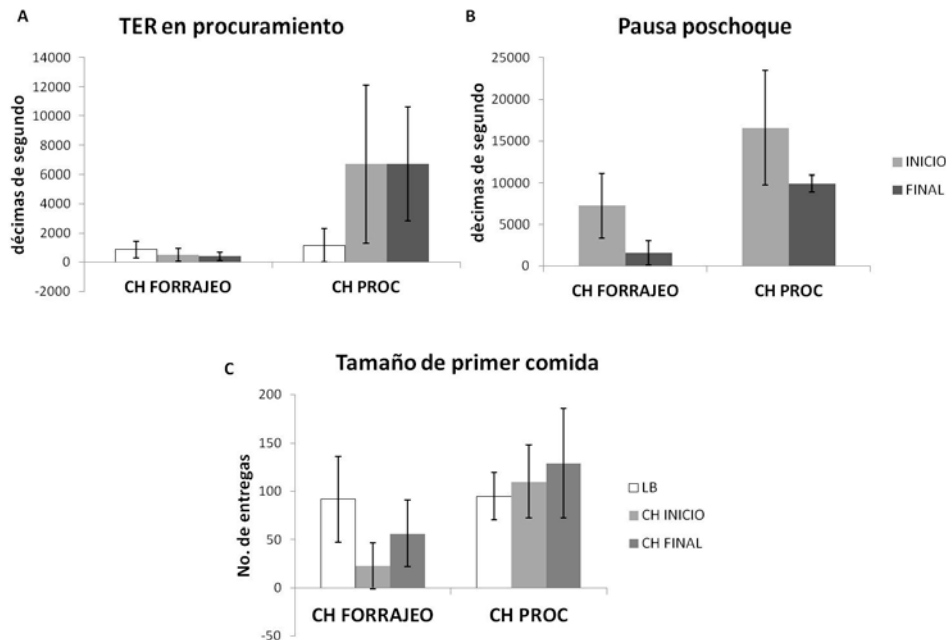 A
TER en procuramiento
décimas de segundo
14000
12000
10000
8000
6000
4000
2000
0
-2000
CH FORRAJEO
CH PROC
B
Pausa poschoque
dècimas de segundo
25000
20000
15000
10000
5000
0
CH FORRAJEO
CH PROC
INICIO
FINAL
C
Tamaño de primer comida
No. de entregas
200
150
100
50
0
-50
CH FORRAJEO
CH PROC
LB
CH INICIO
CH FINAL